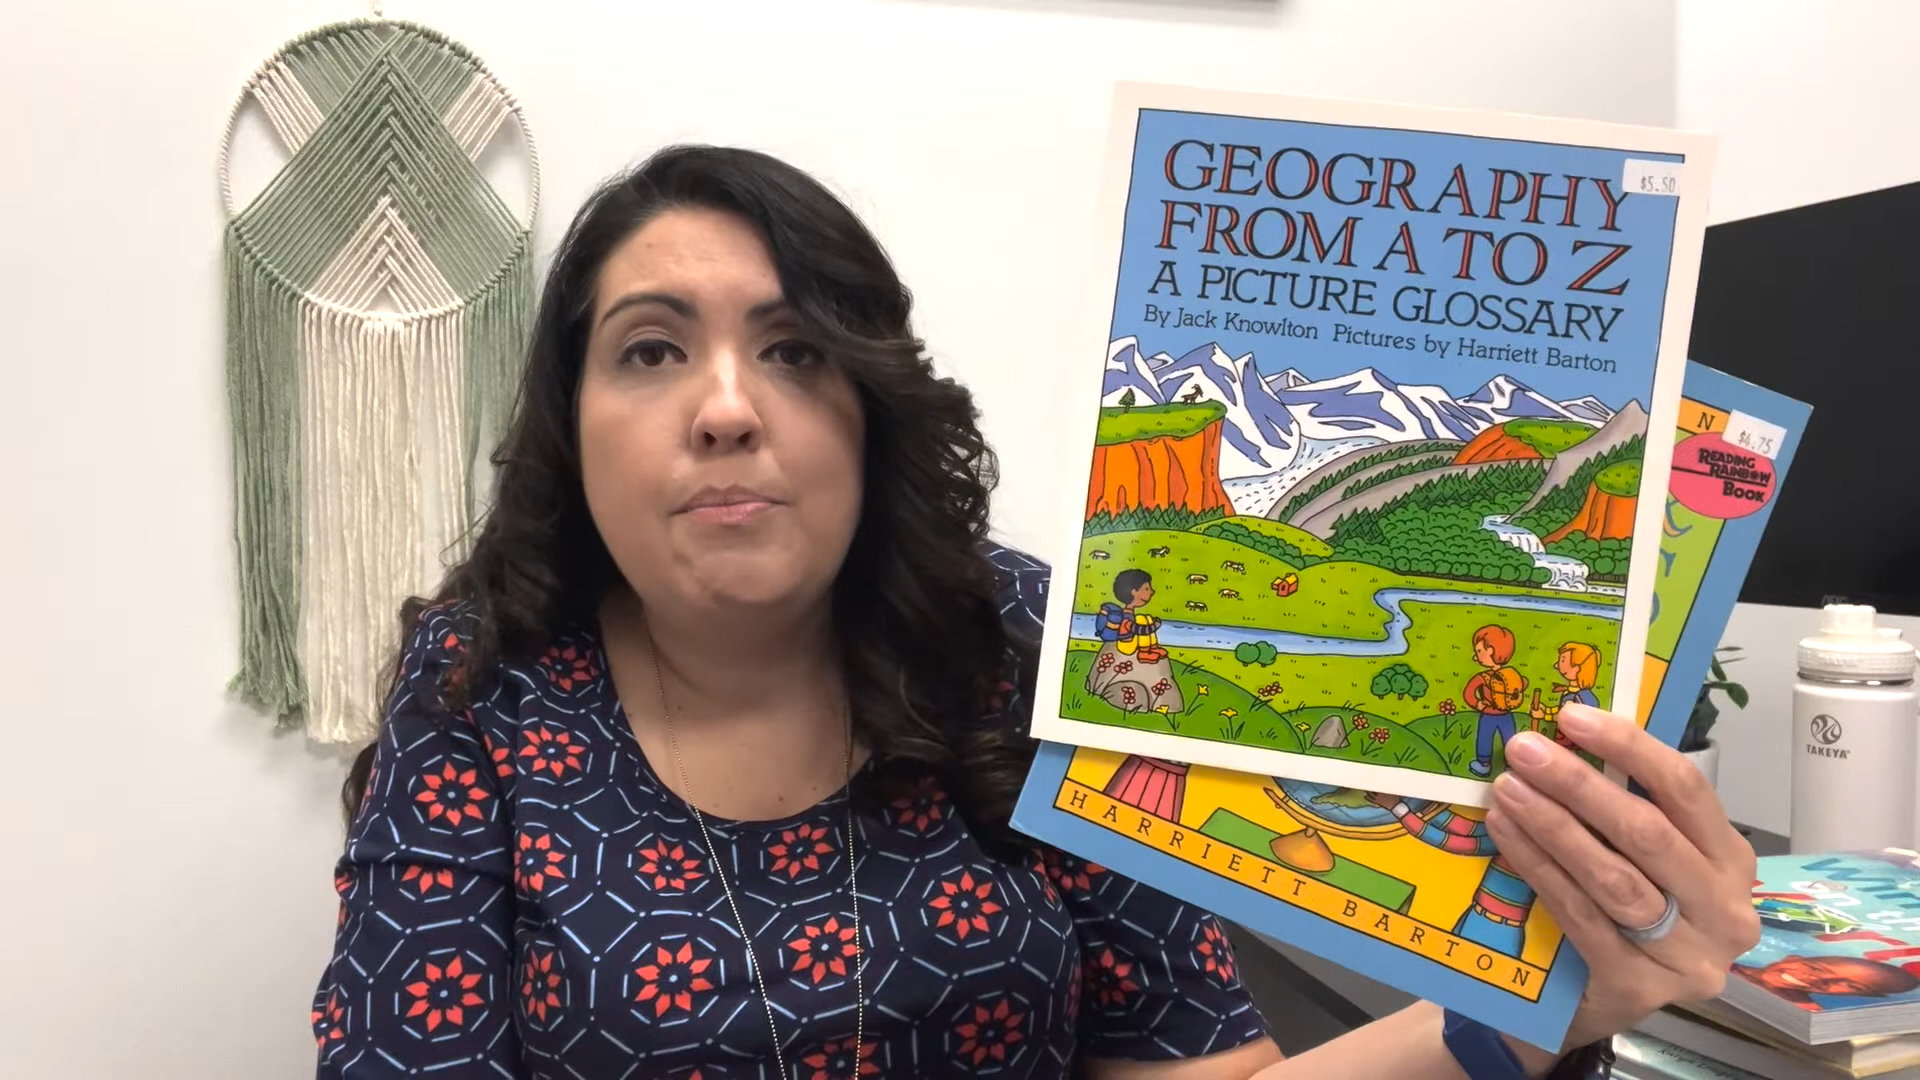 GEOGRAPHY
FROM A TO Z
A PICTURE GLOSSARY
By Jack Knowlton Pictures by Harriett Barton
$5.50
N
$4.75
READING
RAINBOW
BOOK
HARRIETT BARTON
TAKEYA